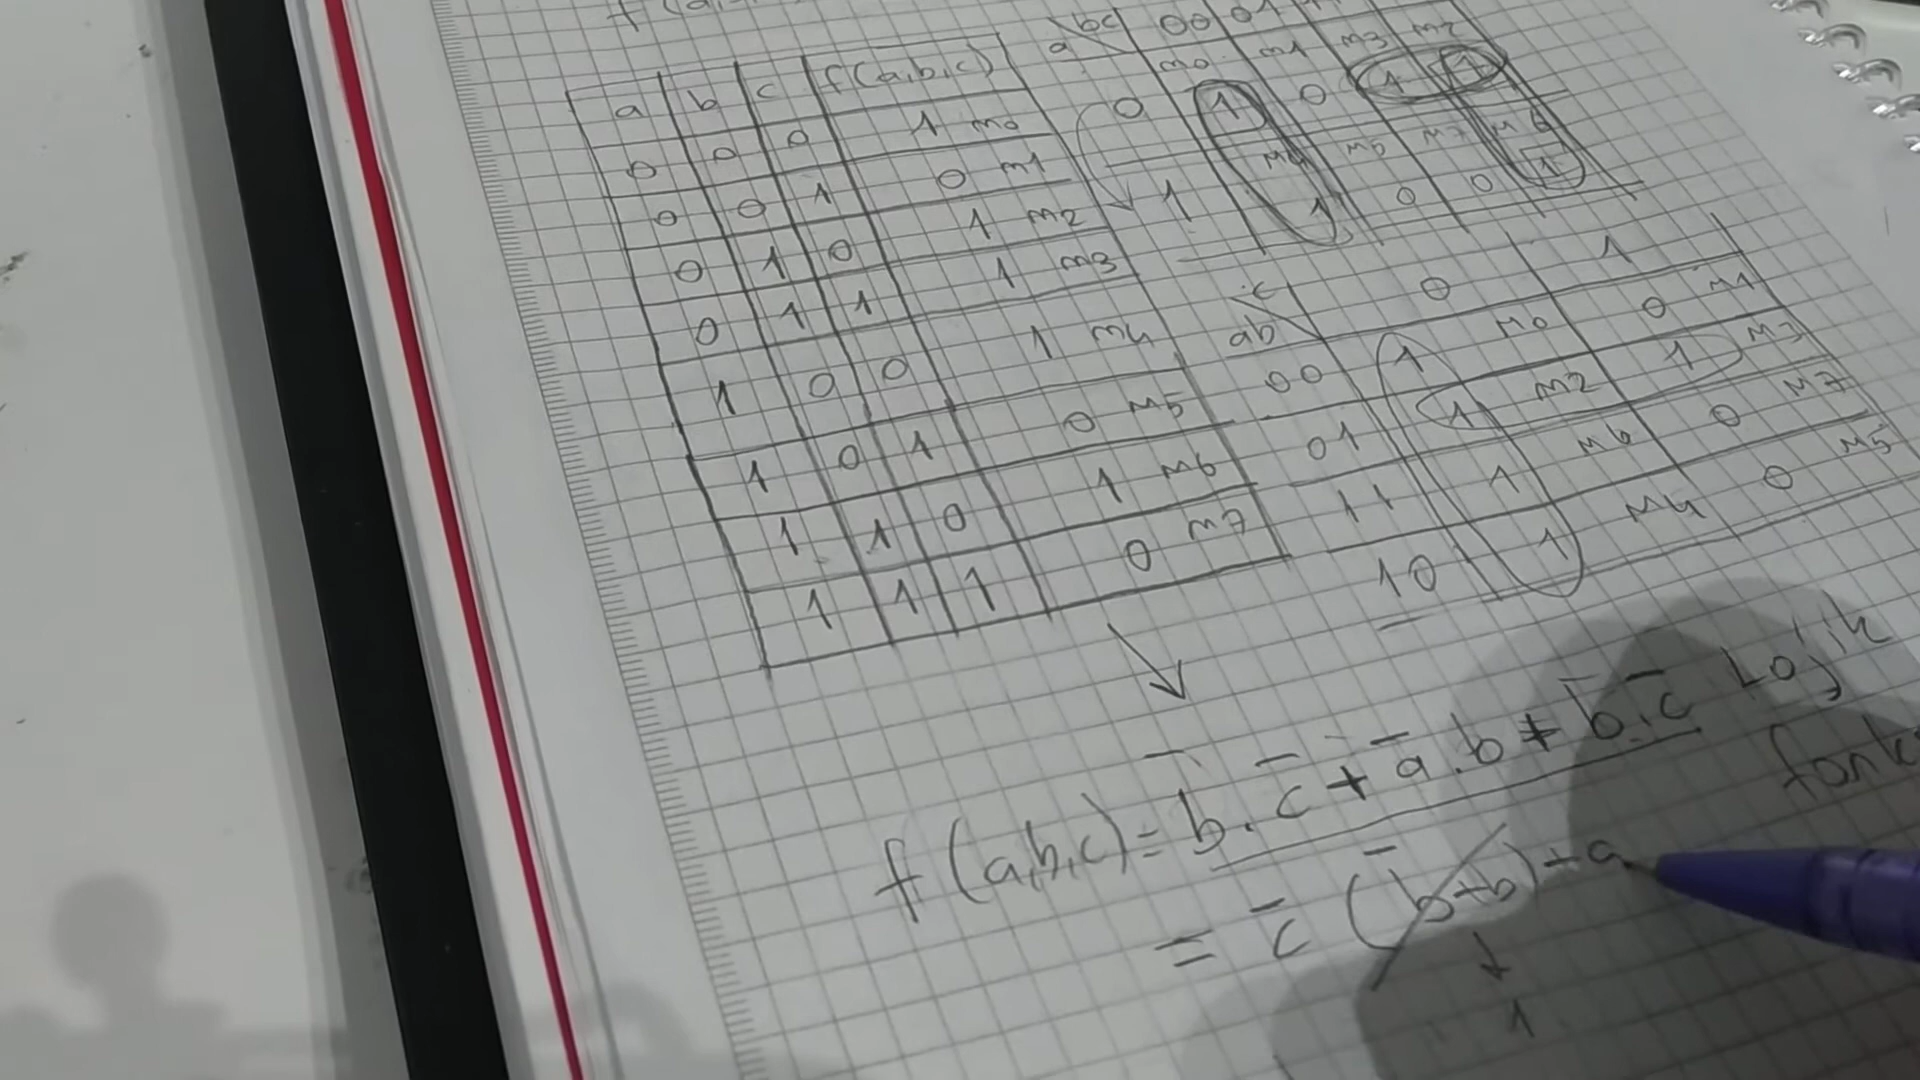 a b c f(a,b,c)
0 0 0 1 m0
0 0 1 0 m1
0 1 0 1 m2
0 1 1 1 m3
1 0 0 1 m4
1 0 1 0 m5
1 1 0 1 m6
1 1 1 0 m7
a bc 00 01
m0 m1 m3 m2
0 1 0 1 1
m4 m5 m7 m6
1 1 0 0 1
ab c 0 1
00 1 m0 0 m1
01 1 m2 1 m3
11 1 m6 0 m7
10 1 m4 0 m5
f(a,b,c) = b̅.c̅ + a̅.b + b.c̅ Lojik
fonk
= c̅ (b̅+b) + a
1